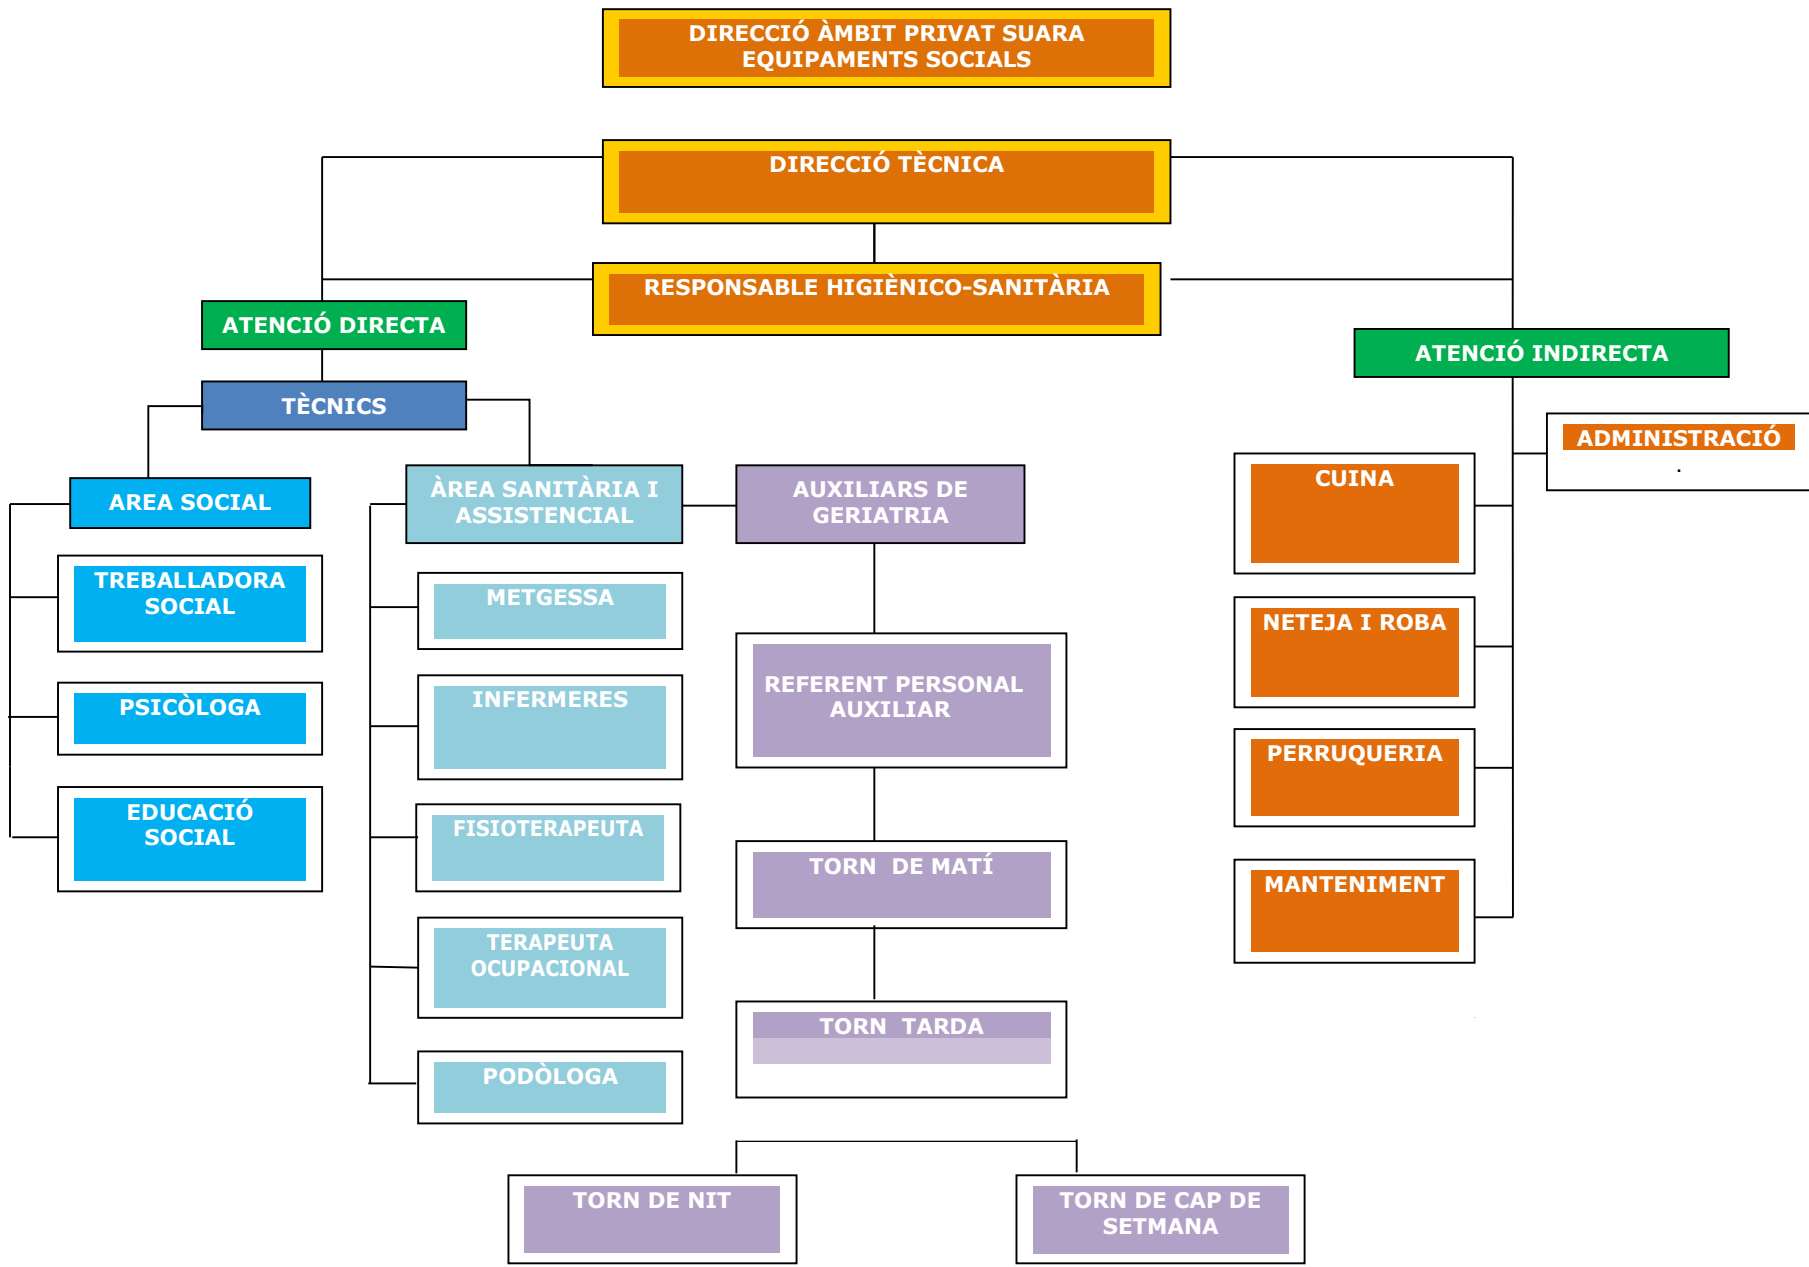 DIRECCIÓ ÀMBIT PRIVAT SUARA
EQUIPAMENTS SOCIALS
DIRECCIÓ TÈCNICA
RESPONSABLE HIGIÈNICO-SANITÀRIA
ATENCIÓ DIRECTA
ATENCIÓ INDIRECTA
TÈCNICS
ADMINISTRACIÓ
.
AREA SOCIAL
TREBALLADORA
SOCIAL
PSICÒLOGA
EDUCACIÓ
SOCIAL
ÀREA SANITÀRIA I
ASSISTENCIAL
METGESSA
INFERMERES
FISIOTERAPEUTA
TERAPEUTA
OCUPACIONAL
PODÒLOGA
AUXILIARS DE
GERIATRIA
REFERENT PERSONAL
AUXILIAR
TORN  DE MATÍ
TORN  TARDA
TORN DE NIT
TORN DE CAP DE
SETMANA
CUINA
NETEJA I ROBA
PERRUQUERIA
MANTENIMENT